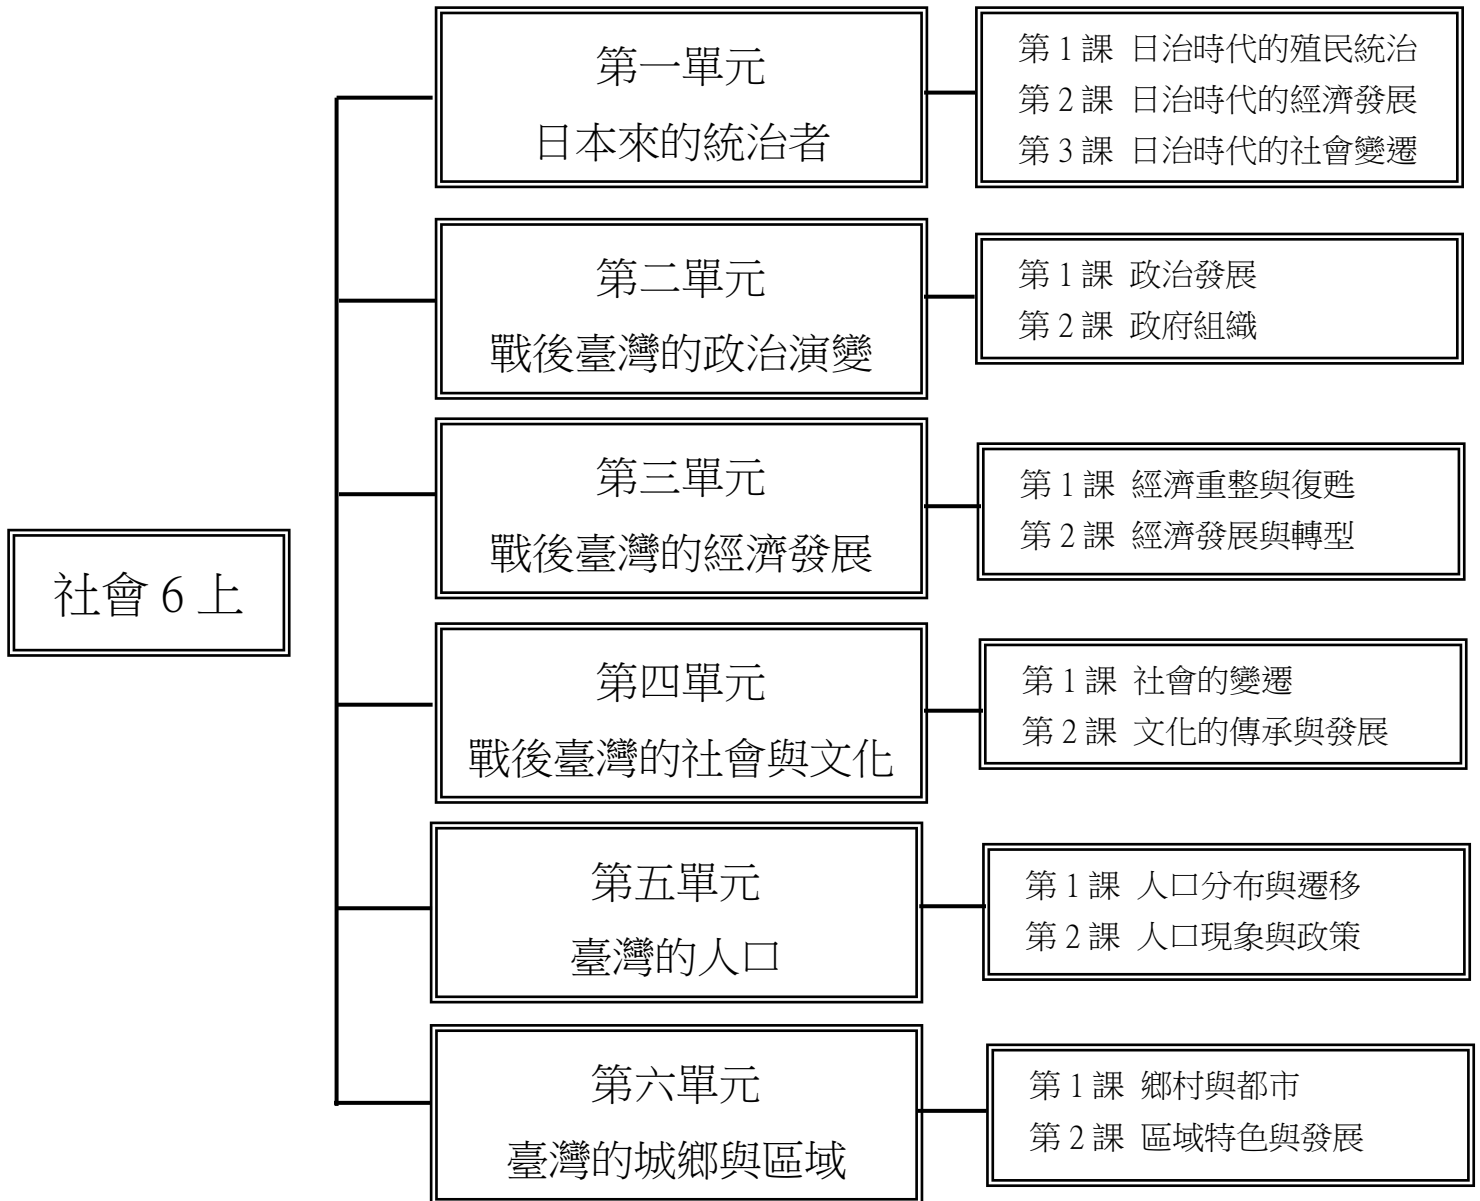 社會 6 上
第一單元
日本來的統治者
第 1 課 日治時代的殖民統治
第 2 課 日治時代的經濟發展
第 3 課 日治時代的社會變遷
第二單元
戰後臺灣的政治演變
第 1 課 政治發展
第 2 課 政府組織
第三單元
戰後臺灣的經濟發展
第 1 課 經濟重整與復甦
第 2 課 經濟發展與轉型
第四單元
戰後臺灣的社會與文化
第 1 課 社會的變遷
第 2 課 文化的傳承與發展
第五單元
臺灣的人口
第 1 課 人口分布與遷移
第 2 課 人口現象與政策
第六單元
臺灣的城鄉與區域
第 1 課 鄉村與都市
第 2 課 區域特色與發展